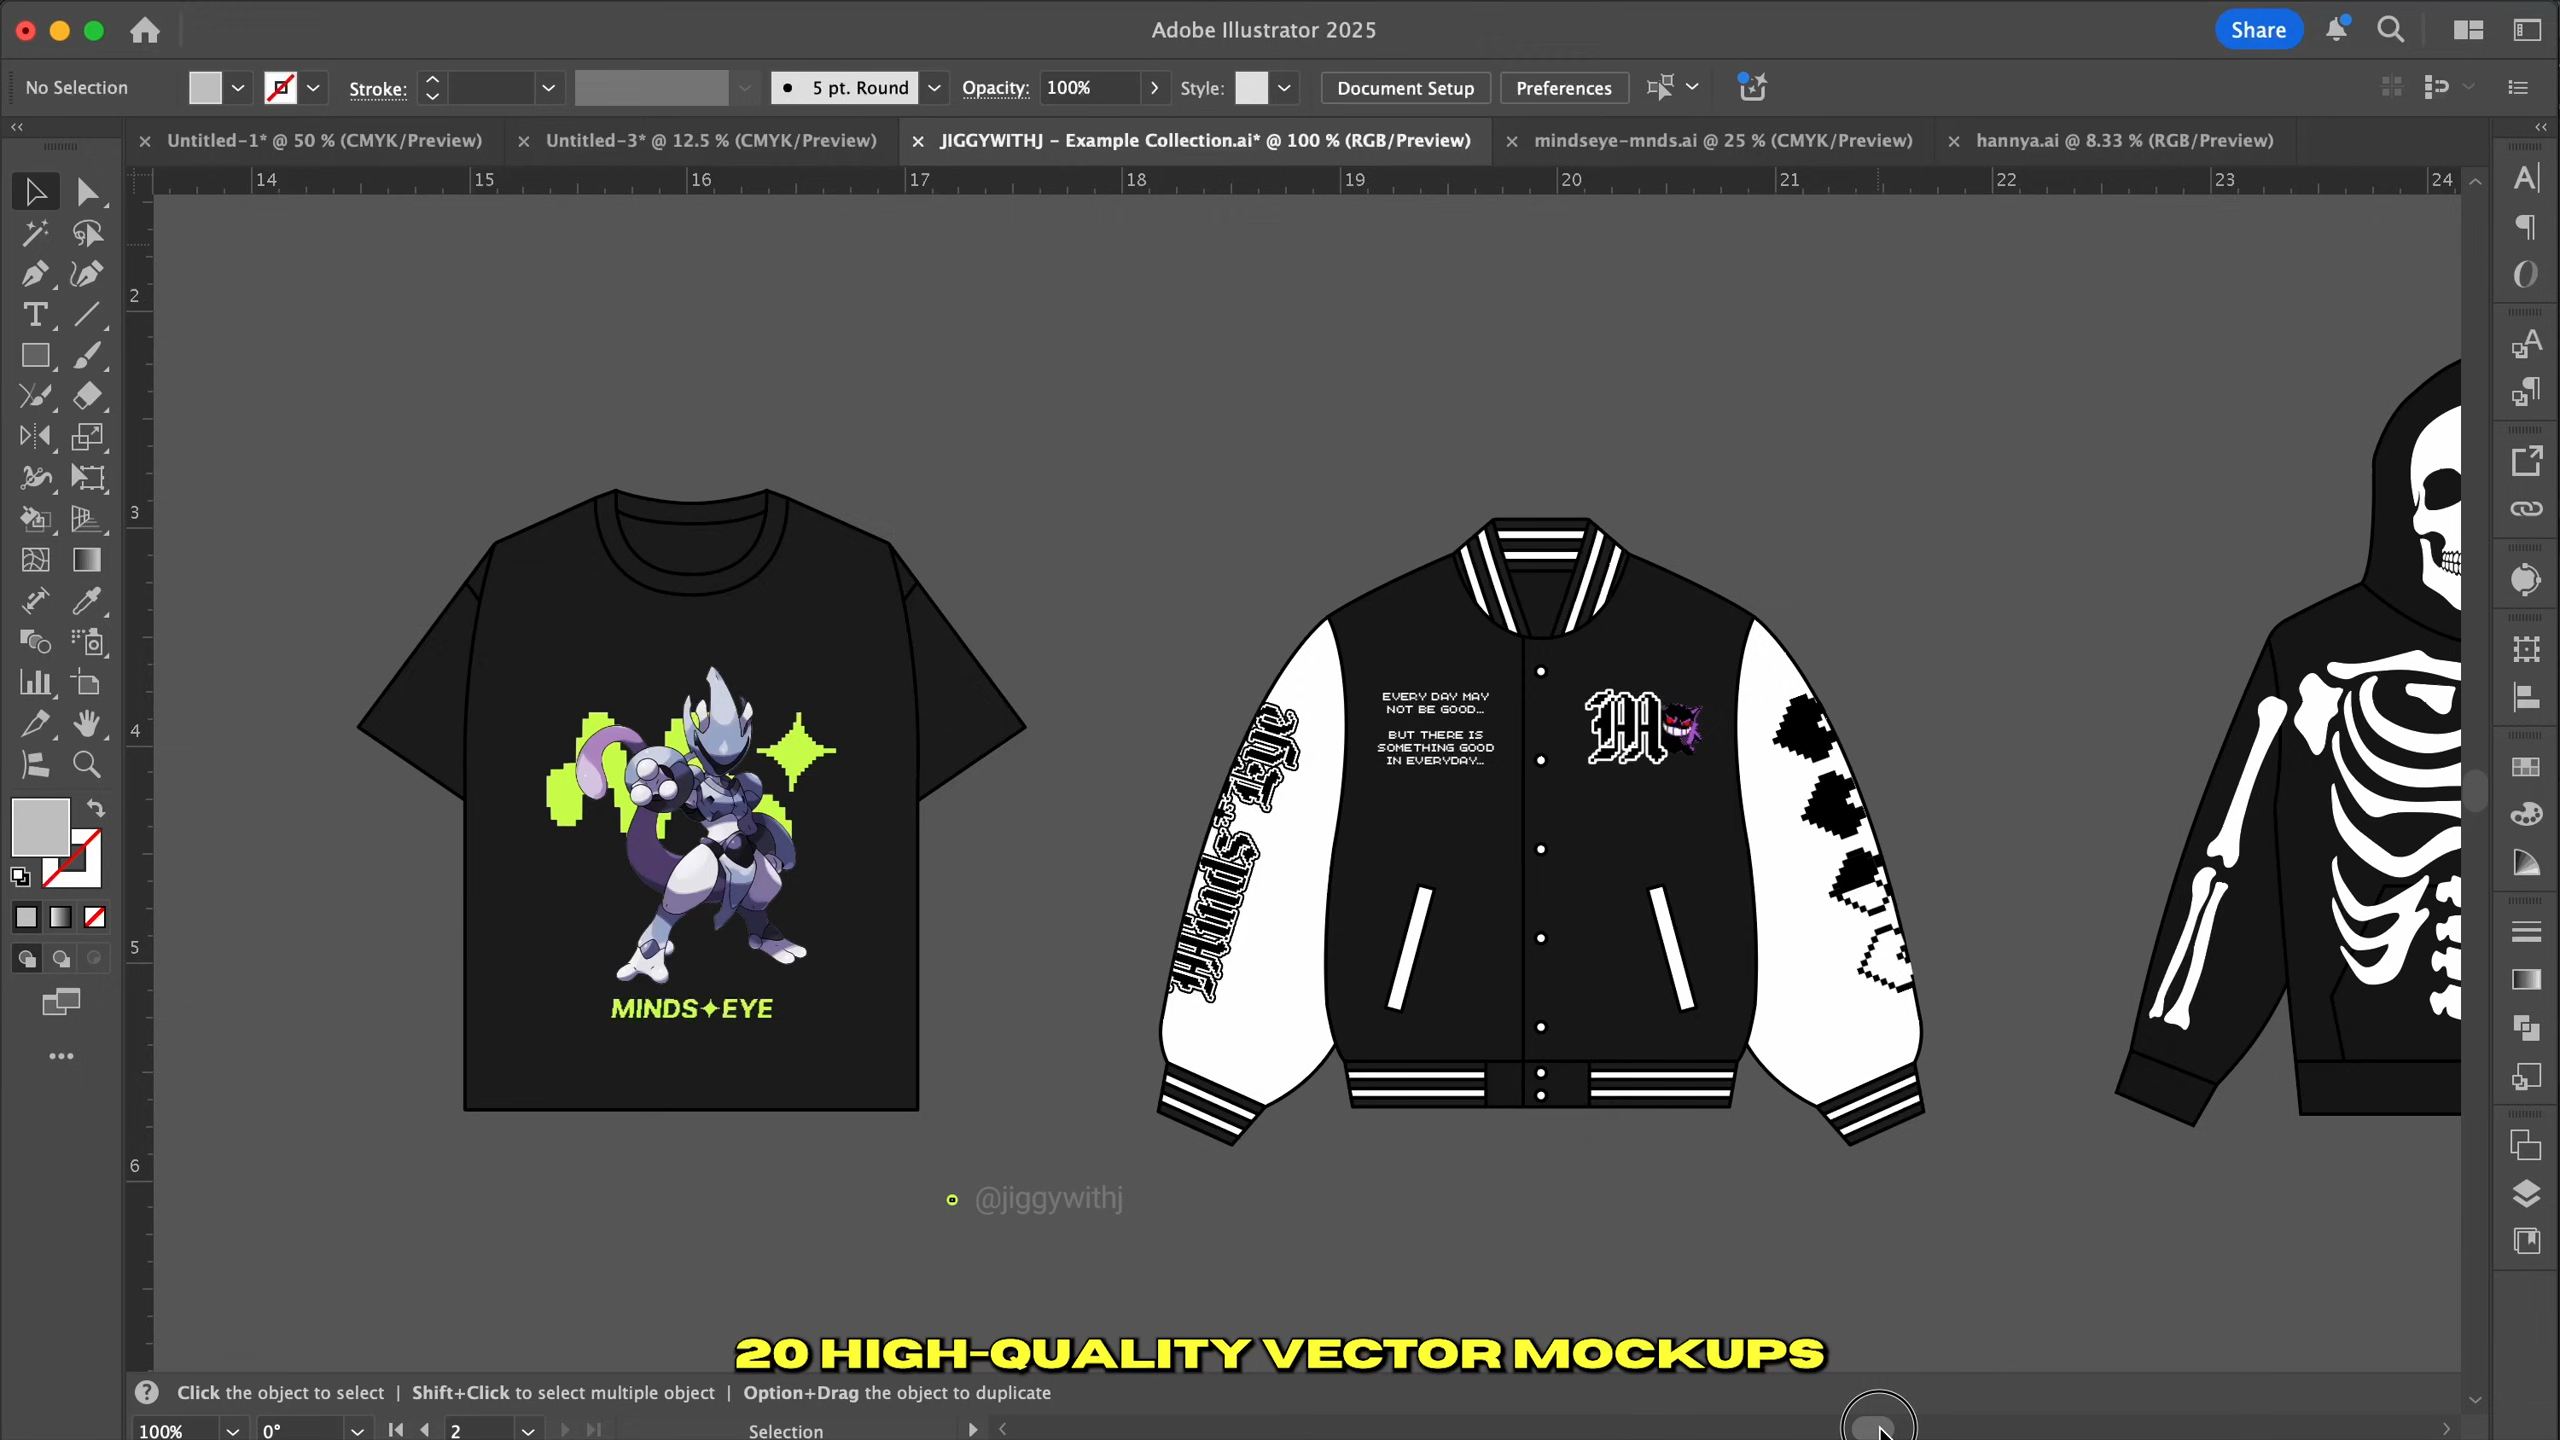 Adobe Illustrator 2025
Share
No Selection
Stroke:
5 pt. Round
Opacity:
100%
Style:
Document Setup
Preferences
Untitled-1* @ 50 % (CMYK/Preview)
Untitled-3* @ 12.5 % (CMYK/Preview)
JIGGYWITHJ – Example Collection.ai* @ 100 % (RGB/Preview)
mindseye-mnds.ai @ 25 % (CMYK/Preview)
hannya.ai @ 8.33 % (RGB/Preview)
14 15 16 17 18 19 20 21 22 23 24
2
3
4
5
6
MINDS✦EYE
EVERY DAY MAY
NOT BE GOOD...
BUT THERE IS
SOMETHING GOOD
IN EVERYDAY...
M
Minds Eye
@jiggywithj
20 HIGH-QUALITY VECTOR MOCKUPS
Click the object to select | Shift+Click to select multiple object | Option+Drag the object to duplicate
100%
0°
2
Selection